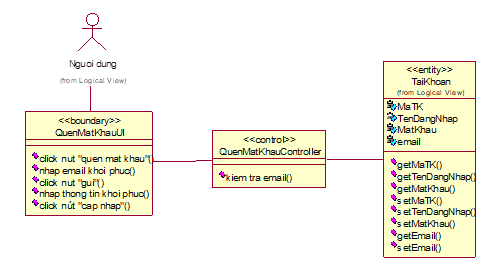 Nguoi dung
(from Logical View)
<<boundary>>
QuenMatKhauUI
click nut "quen mat khau"()
nhap email khoi phuc()
click nut "gui"()
nhap thong tin khoi phuc()
click nút "cap nhap"()
<<control>>
QuenMatKhauController
kiem tra email()
<<entity>>
TaiKhoan
(from Logical View)
MaTK
TenDangNhap
MatKhau
email
getMaTK()
getTenDangNhap()
getMatKhau()
setMaTK()
setTenDangNhap()
setMatKhau()
getEmail()
setEmail()